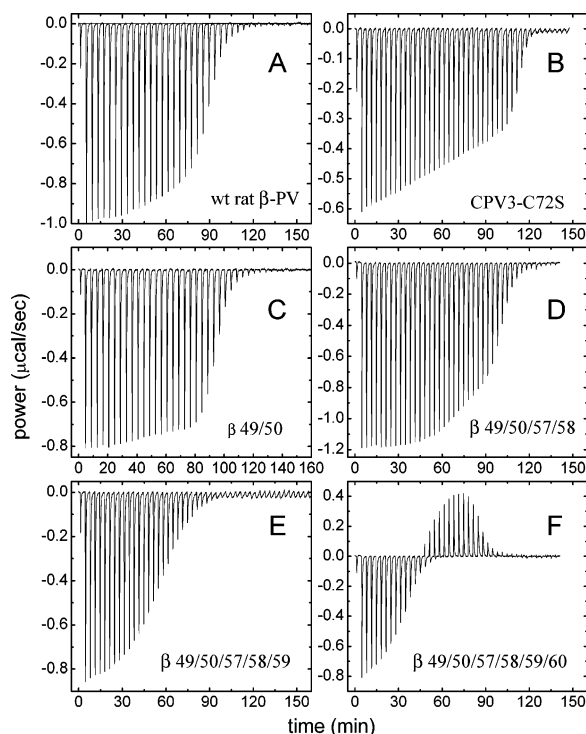 power (μcal/sec)
0.0
-0.2
-0.4
-0.6
-0.8
-1.0
A
wt rat β-PV
0 30 60 90 120 150
0.0
-0.1
-0.2
-0.3
-0.4
-0.5
-0.6
B
CPV3-C72S
0 30 60 90 120 150
0.0
-0.2
-0.4
-0.6
-0.8
C
β 49/50
0 20 40 60 80 100 120 140 160
0.0
-0.2
-0.4
-0.6
-0.8
-1.0
-1.2
D
β 49/50/57/58
0 30 60 90 120 150
0.0
-0.2
-0.4
-0.6
-0.8
E
β 49/50/57/58/59
0 30 60 90 120 150
0.4
0.2
0.0
-0.2
-0.4
-0.6
-0.8
F
β 49/50/57/58/59/60
0 30 60 90 120 150
time (min)